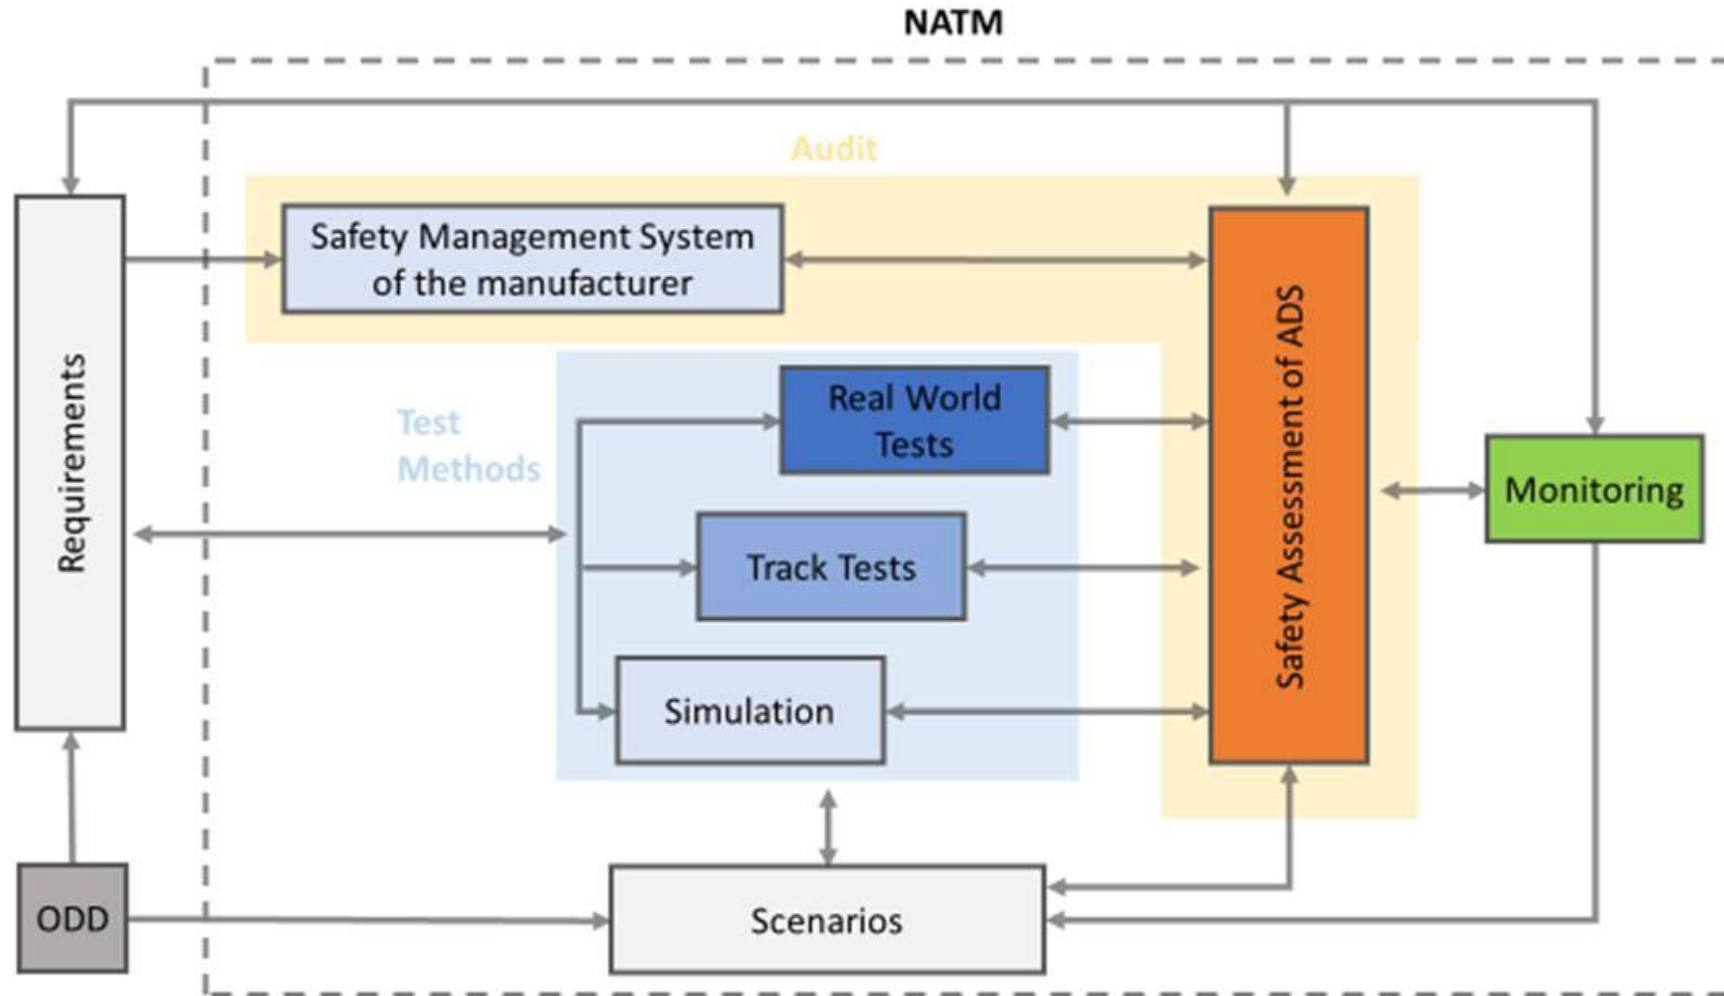 NATM
Audit
Safety Management System
of the manufacturer
Requirements
Test
Methods
Real World
Tests
Track Tests
Simulation
Safety Assessment of ADS
Monitoring
ODD
Scenarios